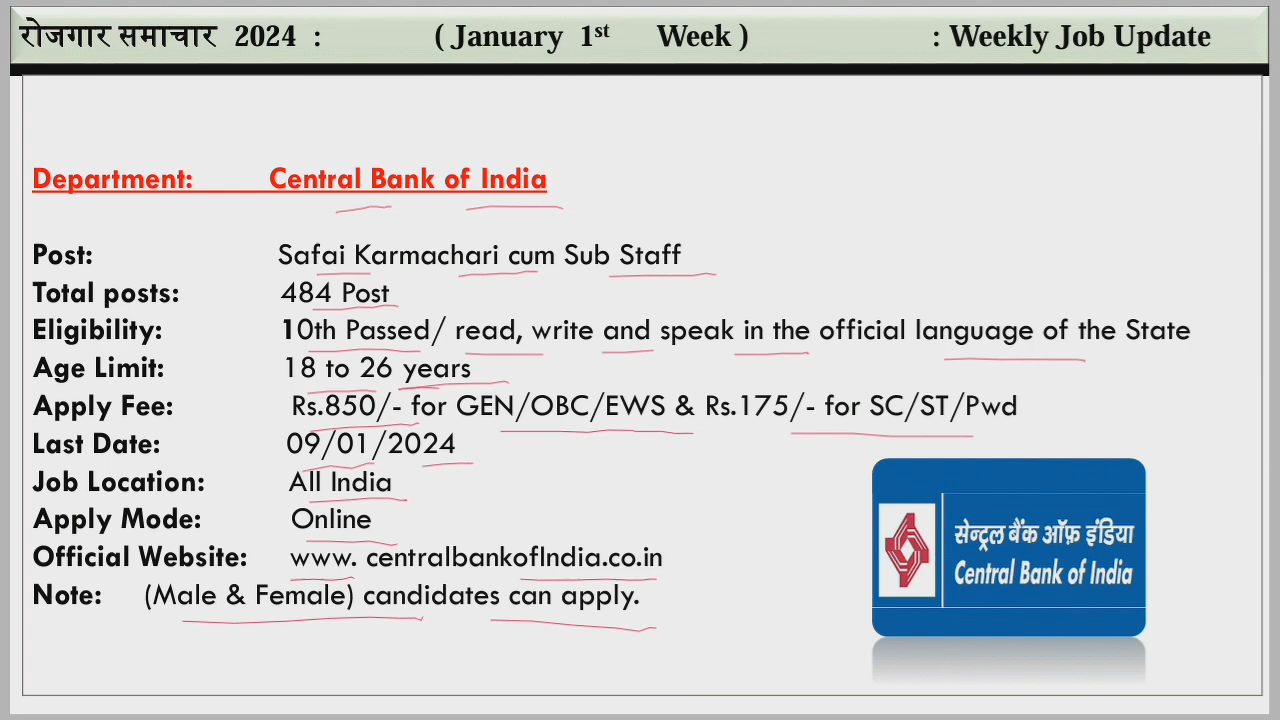 रोजगार समाचार 2024 : ( January 1st Week ) : Weekly Job Update
Department: Central Bank of India
Post: Safai Karmachari cum Sub Staff
Total posts: 484 Post
Eligibility: 10th Passed/ read, write and speak in the official language of the State
Age Limit: 18 to 26 years
Apply Fee: Rs.850/- for GEN/OBC/EWS & Rs.175/- for SC/ST/Pwd
Last Date: 09/01/2024
Job Location: All India
Apply Mode: Online
Official Website: www. centralbankofIndia.co.in
Note: (Male & Female) candidates can apply.
सेन्ट्रल बैंक ऑफ़ इंडिया
Central Bank of India